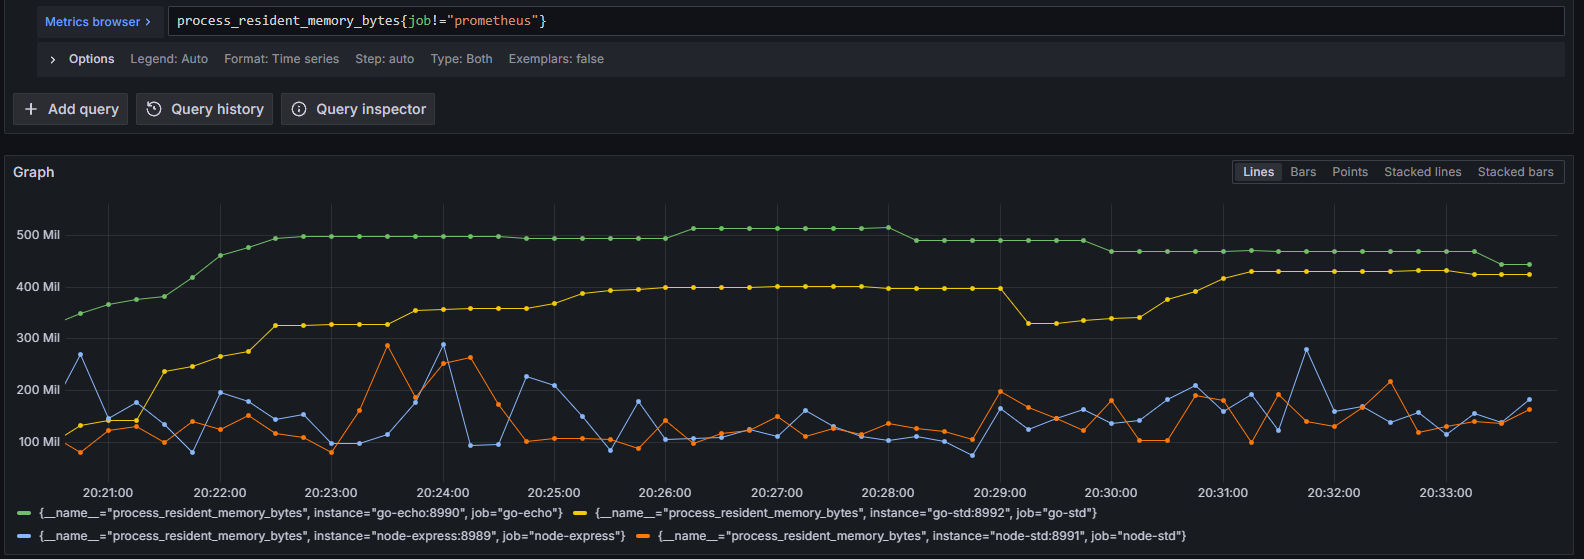 Metrics browser > process_resident_memory_bytes{job!="prometheus"}
> Options Legend: Auto Format: Time series Step: auto Type: Both Exemplars: false
+ Add query Query history Query inspector
Graph Lines Bars Points Stacked lines Stacked bars
500 Mil
400 Mil
300 Mil
200 Mil
100 Mil
20:21:00 20:22:00 20:23:00 20:24:00 20:25:00 20:26:00 20:27:00 20:28:00 20:29:00 20:30:00 20:31:00 20:32:00 20:33:00
{__name__="process_resident_memory_bytes", instance="go-echo:8990", job="go-echo"} {__name__="process_resident_memory_bytes", instance="go-std:8992", job="go-std"}
{__name__="process_resident_memory_bytes", instance="node-express:8989", job="node-express"} {__name__="process_resident_memory_bytes", instance="node-std:8991", job="node-std"}